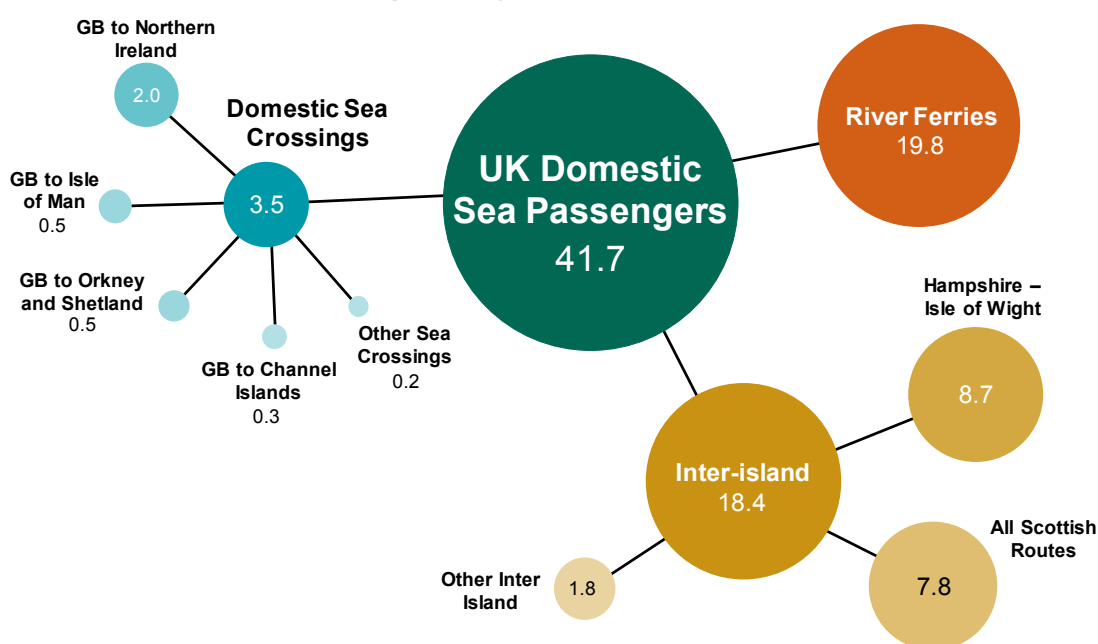 GB to Northern
Ireland
2.0
Domestic Sea
Crossings
3.5
GB to Isle
of Man
0.5
GB to Orkney
and Shetland
0.5
GB to Channel
Islands
0.3
Other Sea
Crossings
0.2
UK Domestic
Sea Passengers
41.7
River Ferries
19.8
Hampshire –
Isle of Wight
8.7
Inter-island
18.4
All Scottish
Routes
7.8
Other Inter
Island
1.8